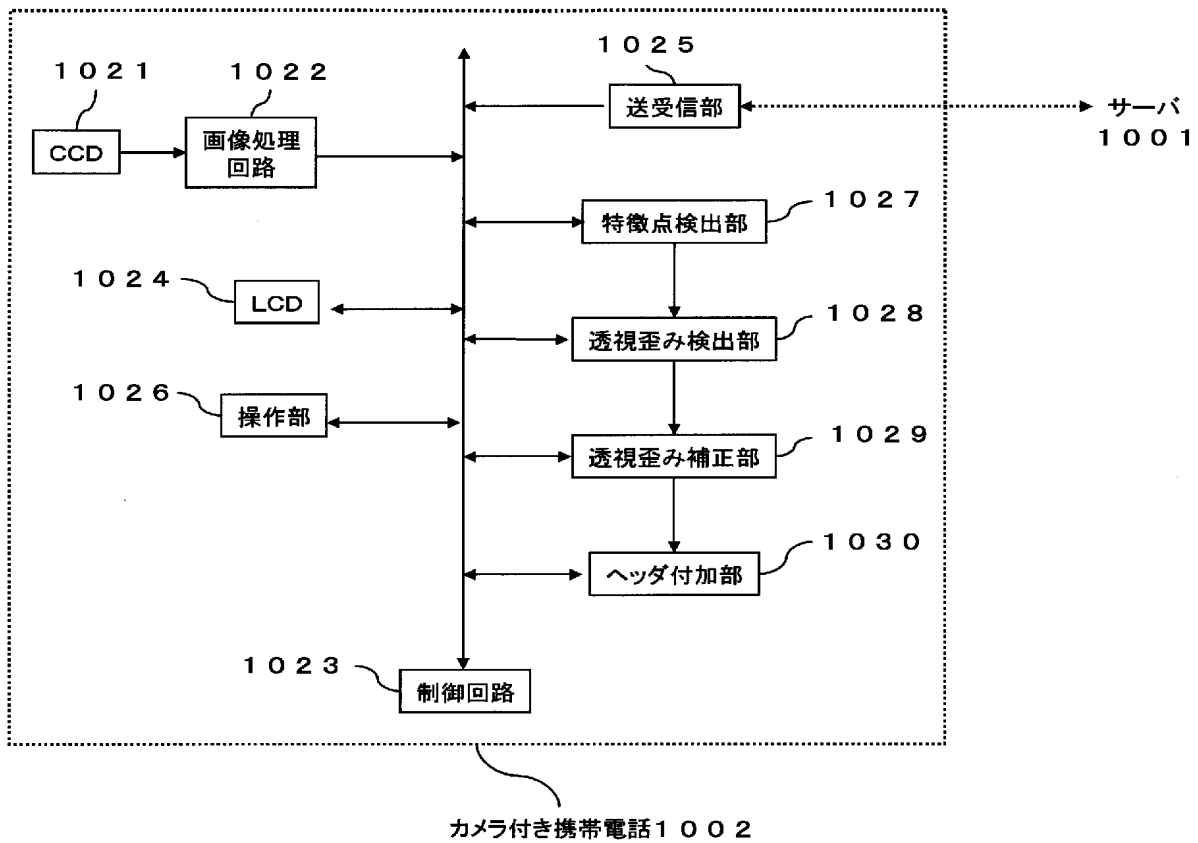 １０２１
CCD
１０２２
画像処理
回路
１０２５
送受信部
サーバ
１００１
１０２７
特徴点検出部
１０２４
LCD
１０２８
透視歪み検出部
１０２６
操作部
１０２９
透視歪み補正部
１０３０
ヘッダ付加部
１０２３
制御回路
カメラ付き携帯電話１００２